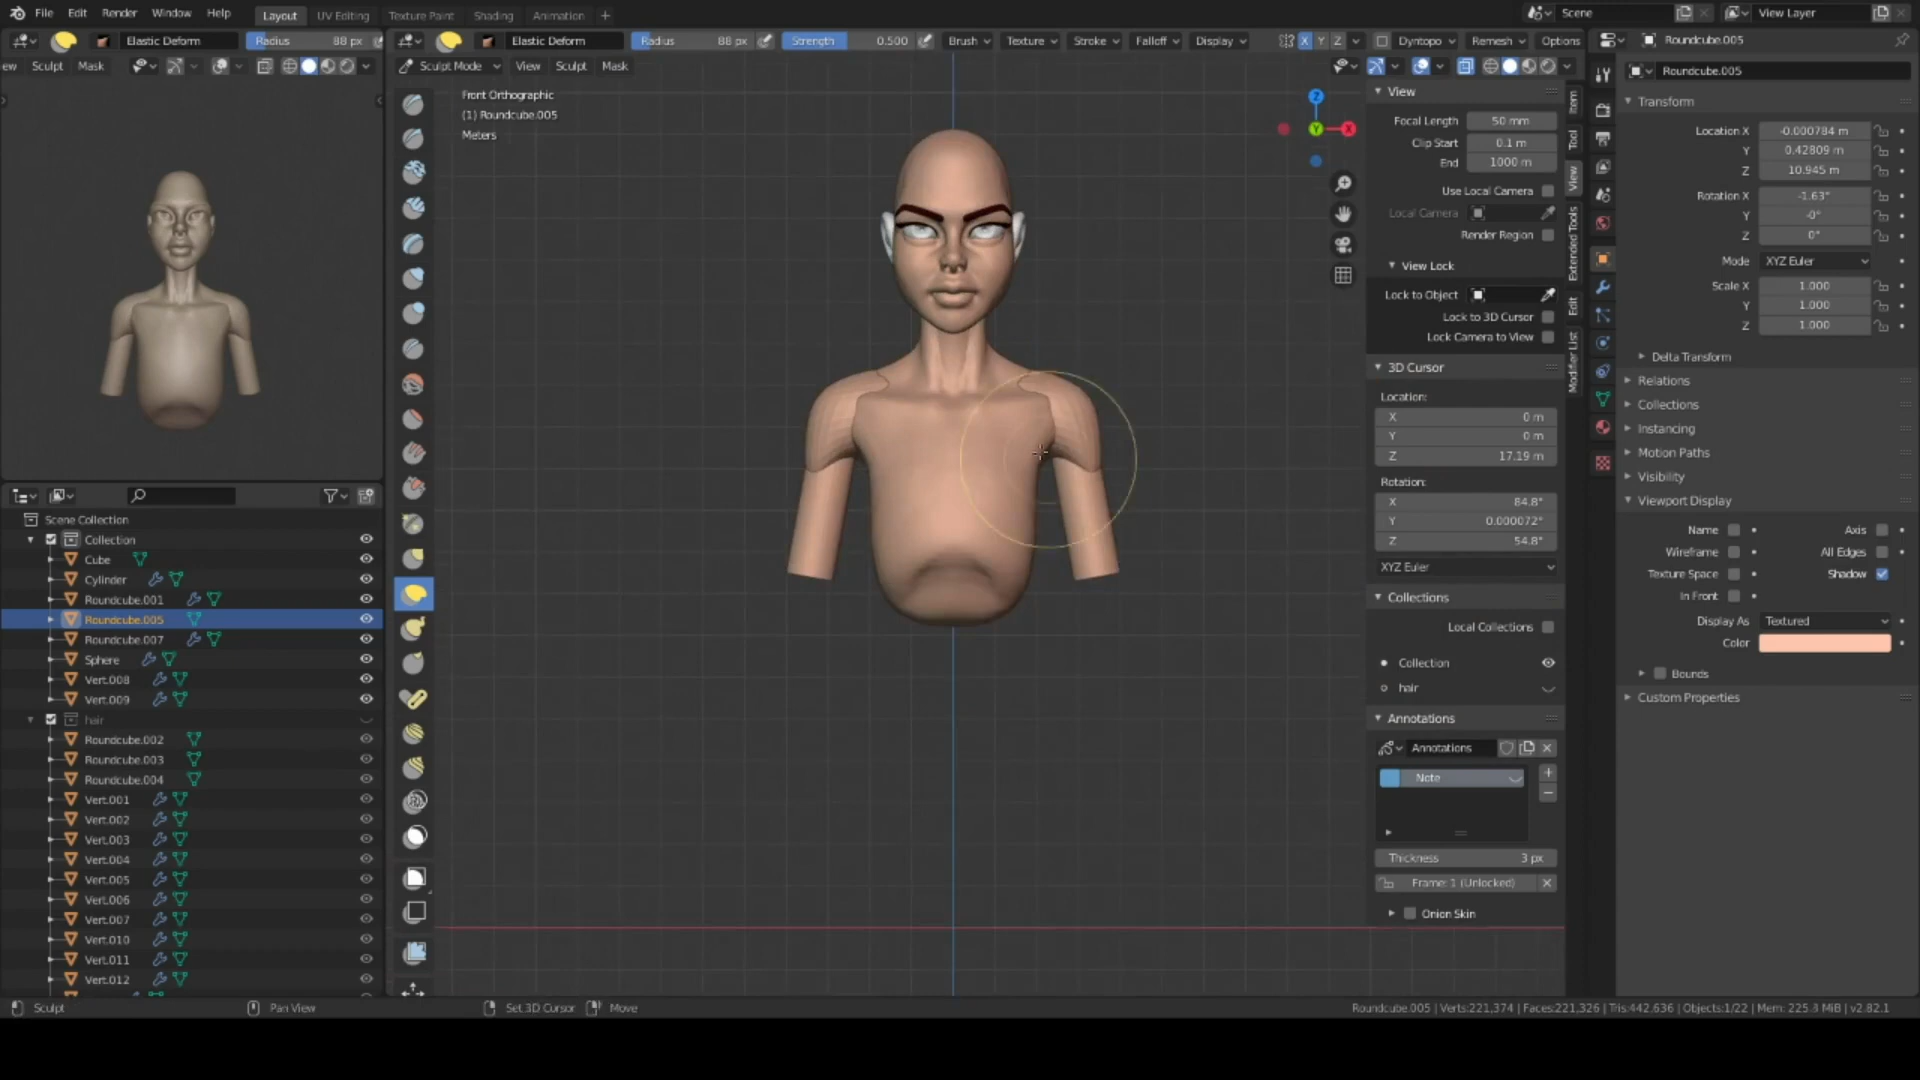 File Edit Render Window Help Layout UV Editing Texture Paint Shading Animation + Scene View Layer
Elastic Deform Radius 88 px Elastic Deform Radius 88 px Strength 0.500 Brush Texture Stroke Falloff Display X Y Z Dyntopo Remesh Options Roundcube.005
ew Sculpt Mask Sculpt Mode View Sculpt Mask
Roundcube.005
Front Orthographic
(1) Roundcube.005
Meters
Z
Y
X
View
Focal Length 50 mm
Clip Start 0.1 m
End 1000 m
Use Local Camera
Local Camera
Render Region
View Lock
Lock to Object
Lock to 3D Cursor
Lock Camera to View
3D Cursor
Location:
X 0 m
Y 0 m
Z 17.19 m
Rotation:
X 84.8°
Y 0.000072°
Z 54.8°
XYZ Euler
Collections
Local Collections
Collection
hair
Annotations
Annotations
Note
Thickness 3 px
Frame: 1 (Unlocked)
Onion Skin
Item
Tool
View
Extended Tools
Edit
Modifier List
Transform
Location X -0.000784 m
Y 0.42809 m
Z 10.945 m
Rotation X -1.63°
Y -0°
Z 0°
Mode XYZ Euler
Scale X 1.000
Y 1.000
Z 1.000
Delta Transform
Relations
Collections
Instancing
Motion Paths
Visibility
Viewport Display
Name Axis
Wireframe All Edges
Texture Space Shadow
In Front
Display As Textured
Color
Bounds
Custom Properties
Scene Collection
Collection
Cube
Cylinder
Roundcube.001
Roundcube.005
Roundcube.007
Sphere
Vert.008
Vert.009
hair
Roundcube.002
Roundcube.003
Roundcube.004
Vert.001
Vert.002
Vert.003
Vert.004
Vert.005
Vert.006
Vert.007
Vert.010
Vert.011
Vert.012
Sculpt Pan View Set 3D Cursor Move Roundcube.005 | Verts:221,374 | Faces:221,326 | Tris:442,636 | Objects:1/22 | Mem: 225.3 MiB | v2.82.1